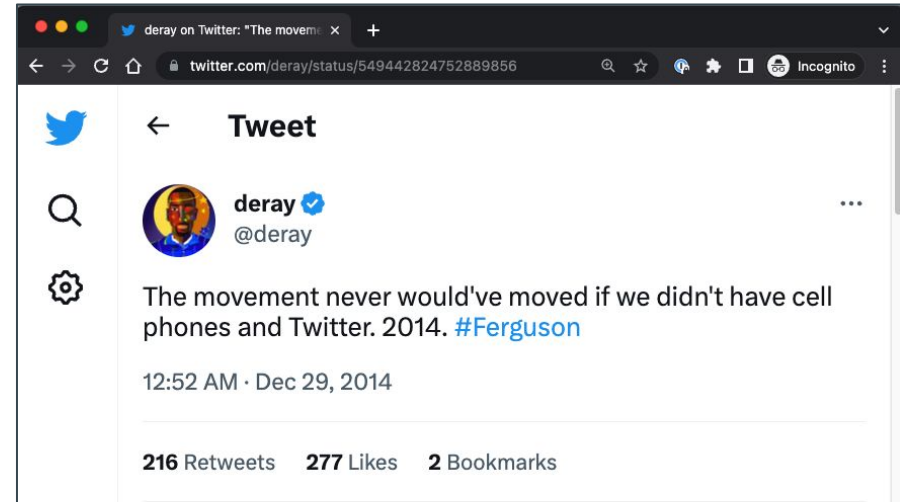 deray on Twitter: "The moveme
twitter.com/deray/status/549442824752889856
Incognito
Tweet
deray
@deray
The movement never would've moved if we didn't have cell
phones and Twitter. 2014. #Ferguson
12:52 AM · Dec 29, 2014
216 Retweets 277 Likes 2 Bookmarks